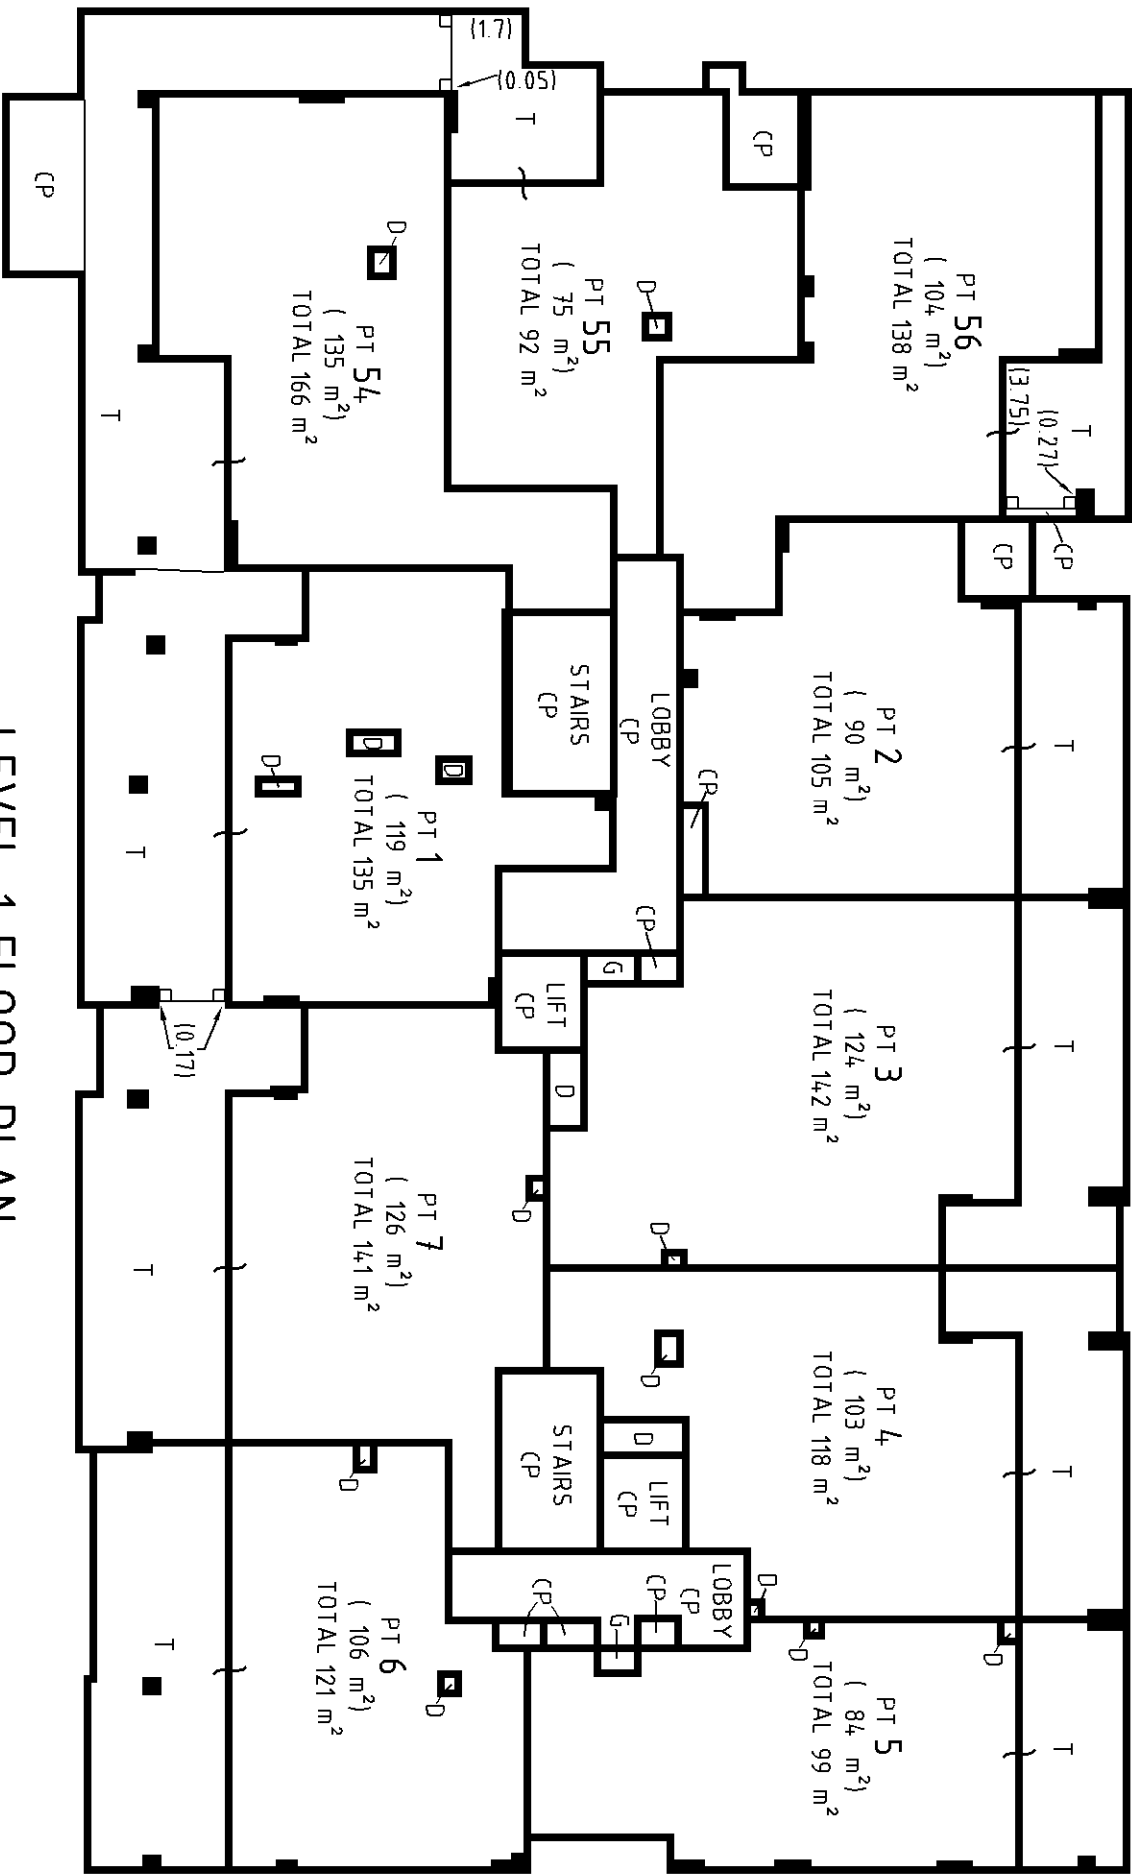 T
(0.27)
(3.75)
CP
CP
T
T
T
T
PT 56
( 104 m²)
TOTAL 138 m²
PT 2
( 90 m²)
TOTAL 105 m²
PT 3
( 124 m²)
TOTAL 142 m²
PT 4
( 103 m²)
TOTAL 118 m²
PT 5
( 84 m²)
TOTAL 99 m²
D
D
D
CP
CP
LOBBY
CP
CP
G
D
D
D
LIFT
CP
LOBBY
CP
CP
G
CP
PT 55
( 75 m²)
TOTAL 92 m²
D
T
(1.7)
(0.05)
STAIRS
CP
LIFT
CP
D
D
STAIRS
CP
PT 54
( 135 m²)
TOTAL 166 m²
D
PT 1
( 119 m²)
TOTAL 135 m²
D
D
D
PT 7
( 126 m²)
TOTAL 141 m²
PT 6
( 106 m²)
TOTAL 121 m²
D
D
(0.17)
CP
T
T
T
T
LEVEL 1 FLOOR PLAN